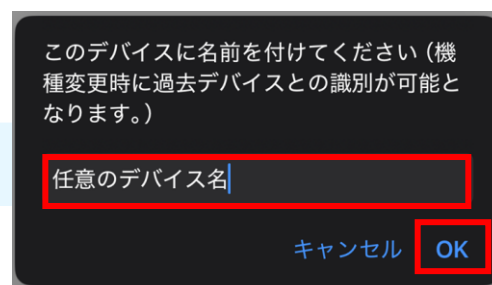 このデバイスに名前を付けてください（機
種変更時に過去デバイスとの識別が可能と
なります。）
任意のデバイス名
キャンセル OK